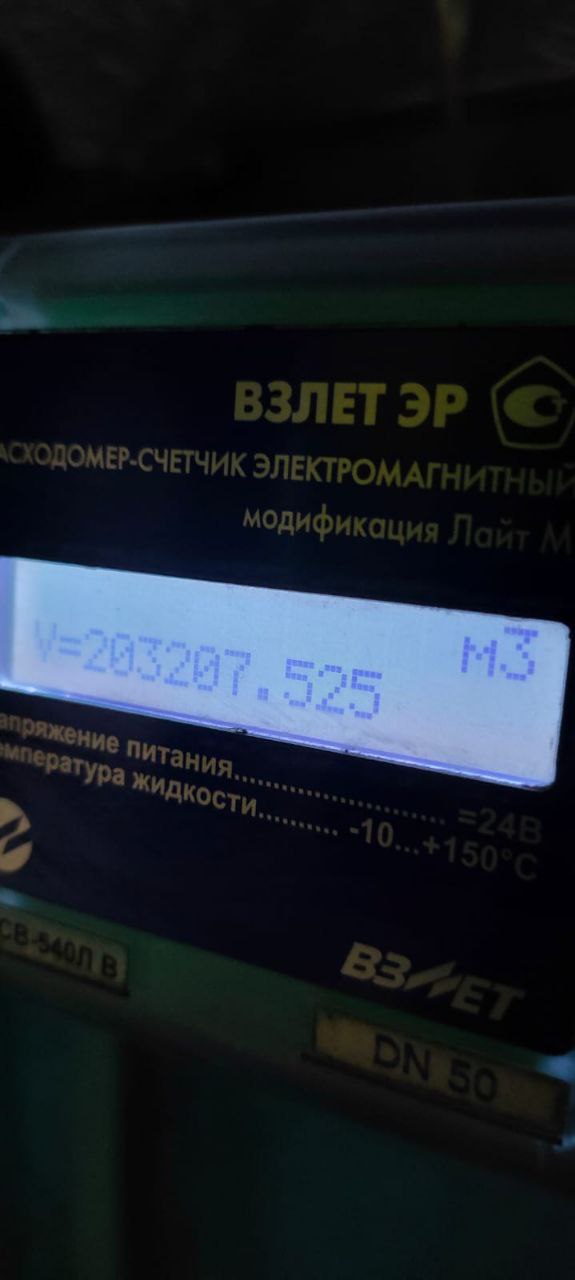 ВЗЛЕТ ЭР
АСХОДОМЕР-СЧЕТЧИК ЭЛЕКТРОМАГНИТНЫЙ
модификация Лайт М
V=203207.525 м3
апряжение питания........................ =24В
емпература жидкости.......... -10...+150°С
СВ-540Л В
ВЗЛЕТ
DN 50